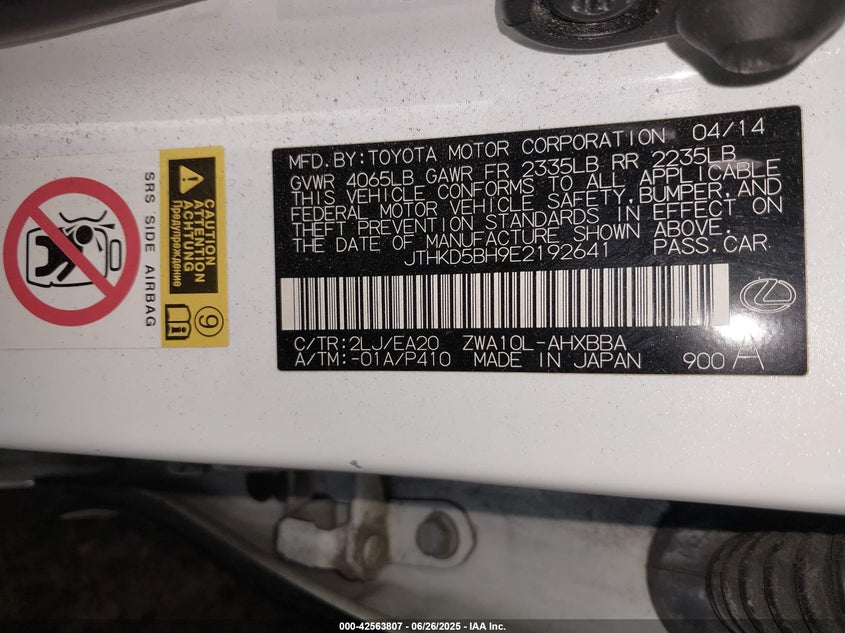 MFD.BY:TOYOTA MOTOR CORPORATION 04/14
GVWR 4065LB GAWR FR 2335LB RR 2235LB
THIS VEHICLE CONFORMS TO ALL APPLICABLE
FEDERAL MOTOR VEHICLE SAFETY,BUMPER,AND
THEFT PREVENTION STANDARDS IN EFFECT ON
THE DATE OF MANUFACTURE SHOWN ABOVE.
JTHKD5BH9E2192641 PASS.CAR
C/TR:2LJ/EA20 ZWA10L-AHXBBA
A/TM:-01A/P410 MADE IN JAPAN 900 A
SRS SIDE AIRBAG
CAUTION
ATTENTION
ACHTUNG
Предупреждение
9
000-42563807 - 06/26/2025 - IAA Inc.